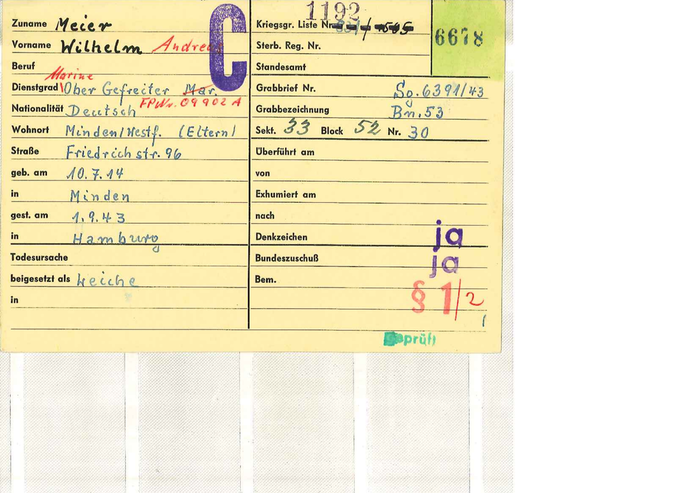 Zuname Meier
Vorname Wilhelm Andreas
Beruf
Marine
Dienstgrad Ober Gefreiter Mar.
FPNr. 09902 A
Nationalität Deutsch
Wohnort Minden/Westf. (Eltern)
Straße Friedrichstr. 96
geb. am 10.7.14
in Minden
gest. am 1.9.43
in Hamburg
Todesursache
beigesetzt als Leiche
in
C
1192
Kriegsgr. Liste Nr.
6678
Sterb. Reg. Nr.
Standesamt
Grabbrief Nr. So. 6391/43
Grabbezeichnung Bn. 53
Sekt. 33 Block 52 Nr. 30
Überführt am
von
Exhumiert am
nach
Denkzeichen ja
Bundeszuschuß ja
Bem. § 1/2
geprüft